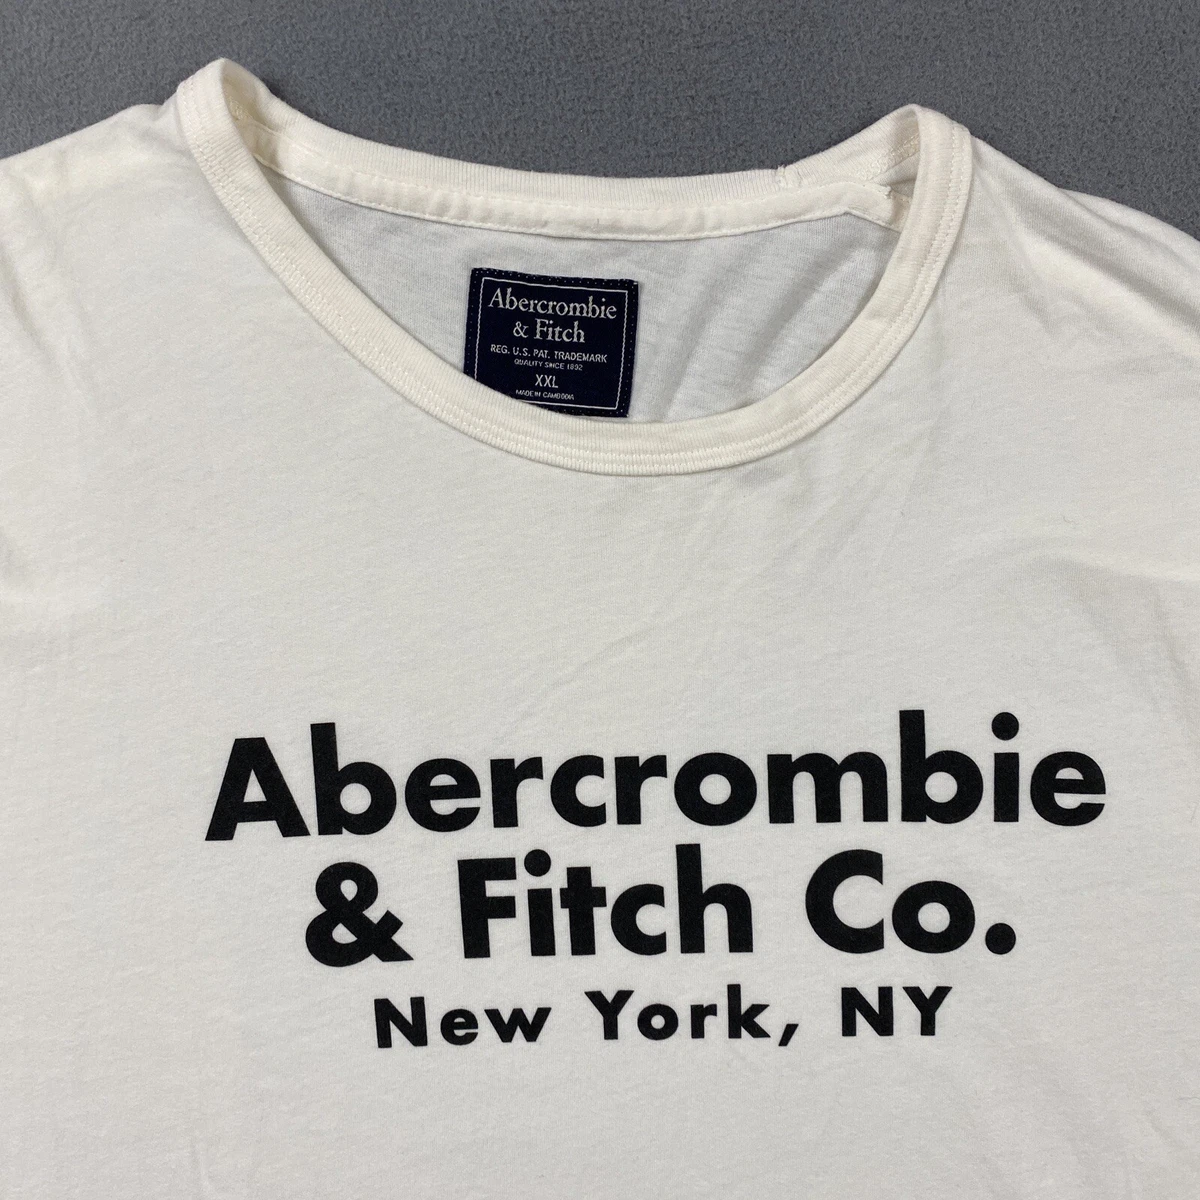 Abercrombie
& Fitch
REG. U.S. PAT. TRADEMARK
QUALITY SINCE 1892
XXL
MADE IN CAMBODIA
Abercrombie
& Fitch Co.
New York, NY